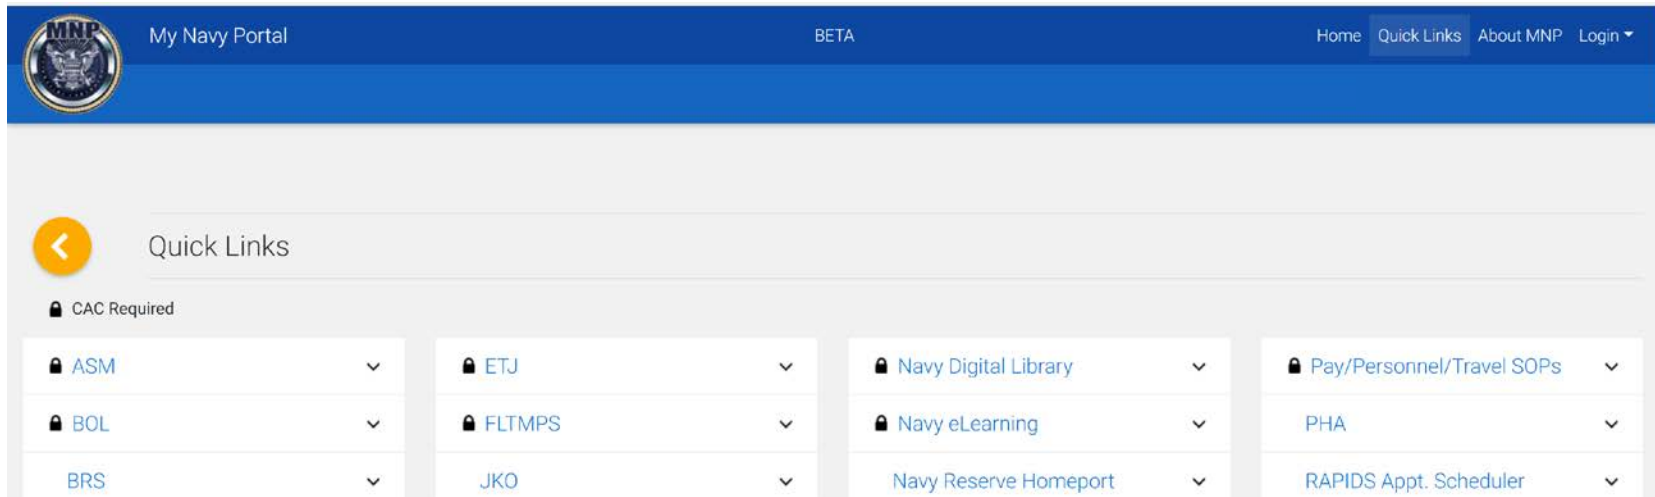 MNP
My Navy Portal BETA Home Quick Links About MNP Login
Quick Links
CAC Required
ASM ETJ Navy Digital Library Pay/Personnel/Travel SOPs
BOL FLTMPS Navy eLearning PHA
BRS JKO Navy Reserve Homeport RAPIDS Appt. Scheduler